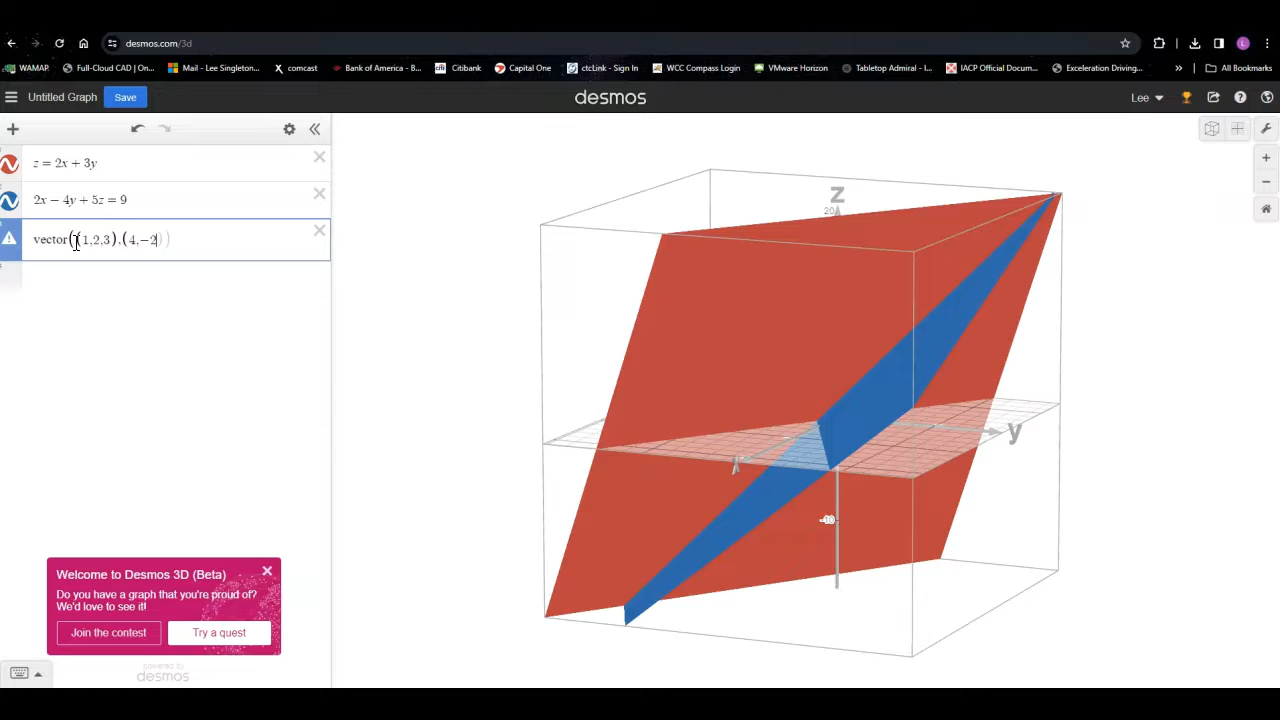 desmos.com/3d
WAMAP
Full-Cloud CAD | On...
Mail - Lee Singleton...
comcast
Bank of America - B...
Citibank
Capital One
ctcLink - Sign In
WCC Compass Login
VMware Horizon
Tabletop Admiral - I...
IACP Official Docum...
Exceleration Driving...
»
All Bookmarks
Untitled Graph
Save
desmos
Lee
z = 2x + 3y
2x − 4y + 5z = 9
vector((1,2,3),(4,−2))
z
20
y
x
-10
Welcome to Desmos 3D (Beta)
Do you have a graph that you're proud of?
We'd love to see it!
Join the contest
Try a quest
powered by
desmos